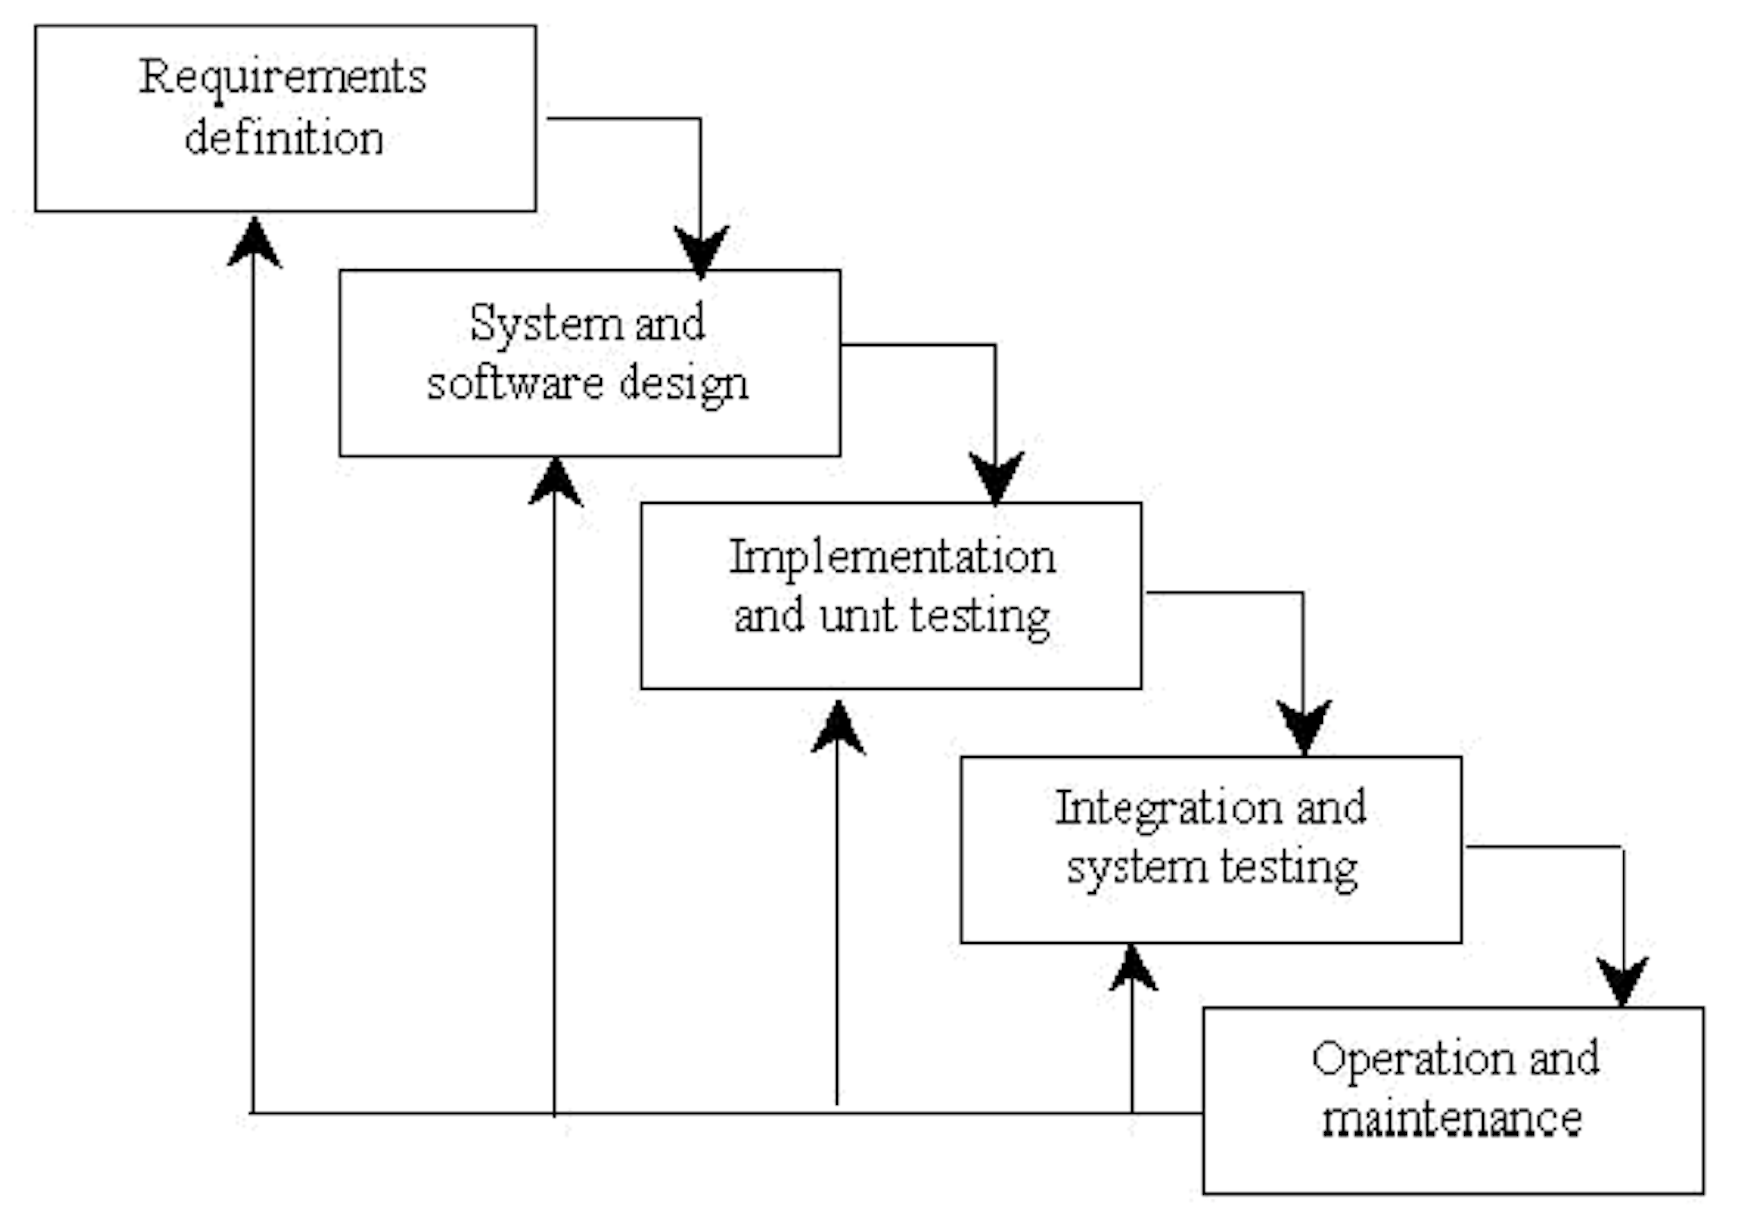 Requirements
definition
System and
software design
Implementation
and unit testing
Integration and
system testing
Operation and
maintenance